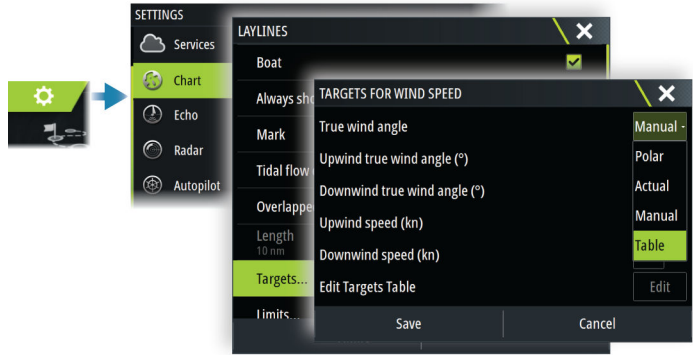 SETTINGS
Services
Chart
Echo
Radar
Autopilot
LAYLINES
Boat
Always sho
Mark
Tidal flow
Overlappe
Length
10 nm
Targets...
Limits...
TARGETS FOR WIND SPEED
True wind angle
Manual
Upwind true wind angle (°)
Polar
Downwind true wind angle (°)
Actual
Upwind speed (kn)
Manual
Downwind speed (kn)
Table
Edit Targets Table
Edit
Save
Cancel